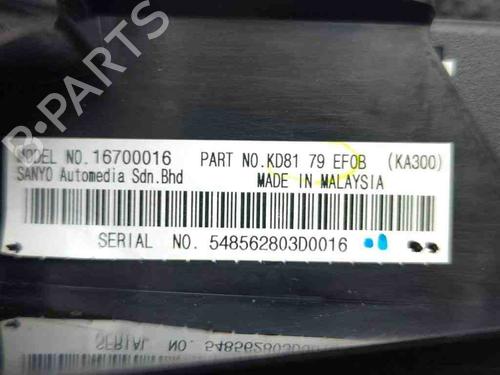 MODEL NO.16700016 PART NO.KD81 79 EF0B (KA300)
SANYO Automedia Sdn.Bhd MADE IN MALAYSIA
SERIAL NO. 548562803D0016
B-PARTS